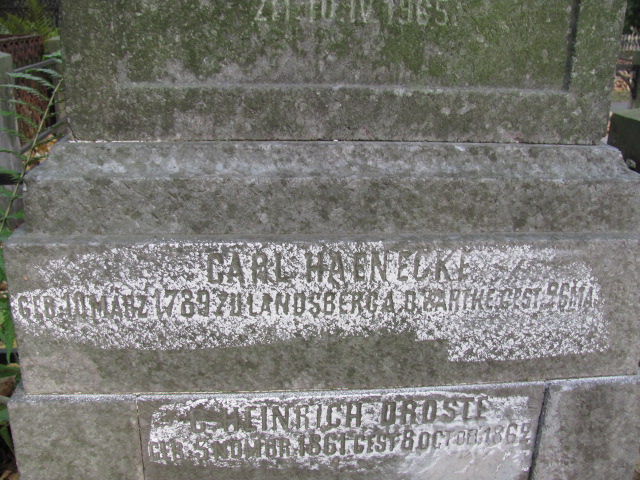 CARL HAENECKE
GEB. 10 MÄRZ 1789 ZU LANDSBERG A. D. WARTHE. GEST. 26 MA
C. HEINRICH DROSTE
GEB. 5 NOMBR 1861 GEST 8 OCTOB. 1862